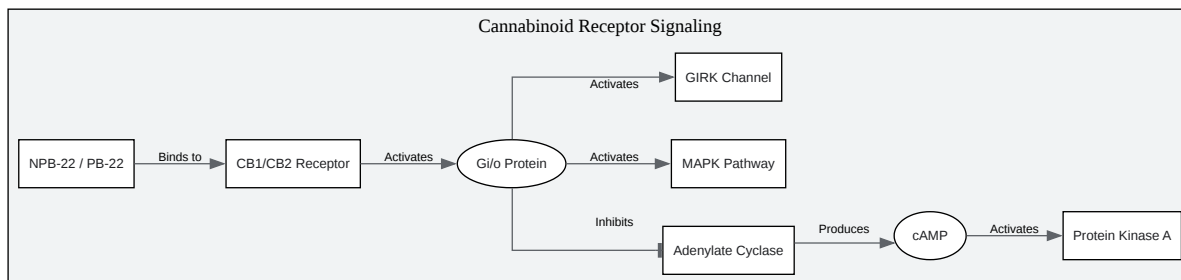 Cannabinoid Receptor Signaling
GIRK Channel
Activates
NPB-22 / PB-22
Binds to
CB1/CB2 Receptor
Activates
Gi/o Protein
Activates
MAPK Pathway
Inhibits
Adenylate Cyclase
Produces
cAMP
Activates
Protein Kinase A